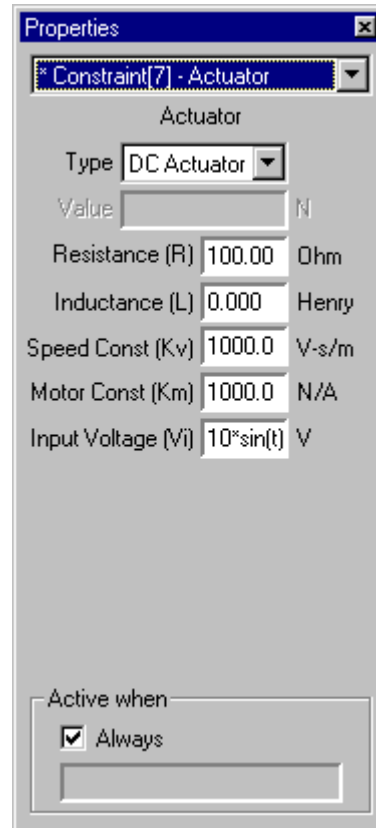 Properties
* Constraint[7] - Actuator
Actuator
Type DC Actuator
Value N
Resistance (R) 100.00 Ohm
Inductance (L) 0.000 Henry
Speed Const (Kv) 1000.0 V-s/m
Motor Const (Km) 1000.0 N/A
Input Voltage (Vi) 10*sin(t) V
Active when
Always